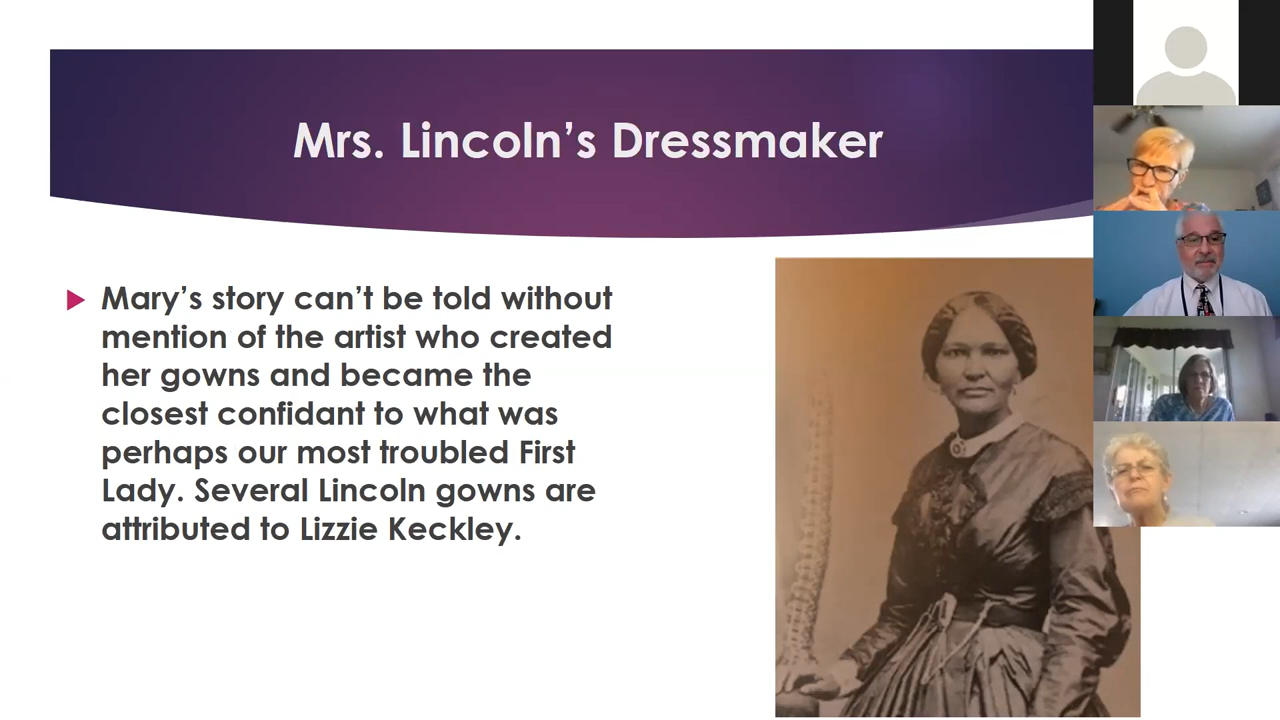 Mrs. Lincoln’s Dressmaker
Mary’s story can’t be told without
mention of the artist who created
her gowns and became the
closest confidant to what was
perhaps our most troubled First
Lady. Several Lincoln gowns are
attributed to Lizzie Keckley.